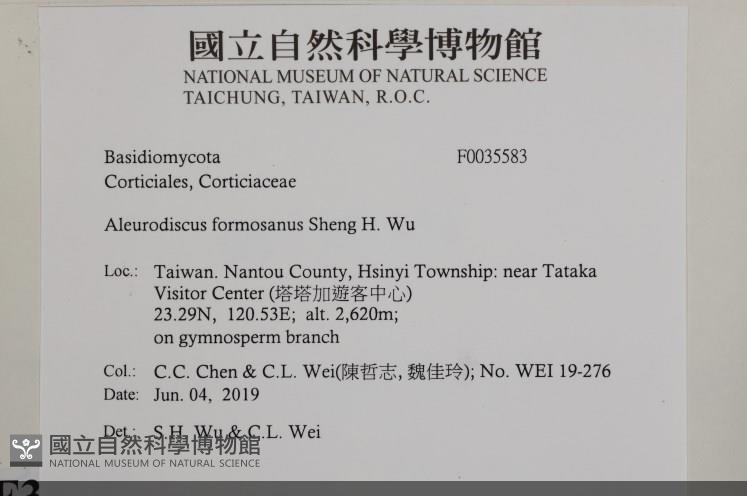 國立自然科學博物館
NATIONAL MUSEUM OF NATURAL SCIENCE
TAICHUNG, TAIWAN, R.O.C.
Basidiomycota F0035583
Corticiales, Corticiaceae
Aleurodiscus formosanus Sheng H. Wu
Loc.: Taiwan. Nantou County, Hsinyi Township: near Tataka
Visitor Center (塔塔加遊客中心)
23.29N, 120.53E; alt. 2,620m;
on gymnosperm branch
Col.: C.C. Chen & C.L. Wei(陳哲志, 魏佳玲); No. WEI 19-276
Date: Jun. 04, 2019
Det.: S.H. Wu & C.L. Wei
國立自然科學博物館
NATIONAL MUSEUM OF NATURAL SCIENCE